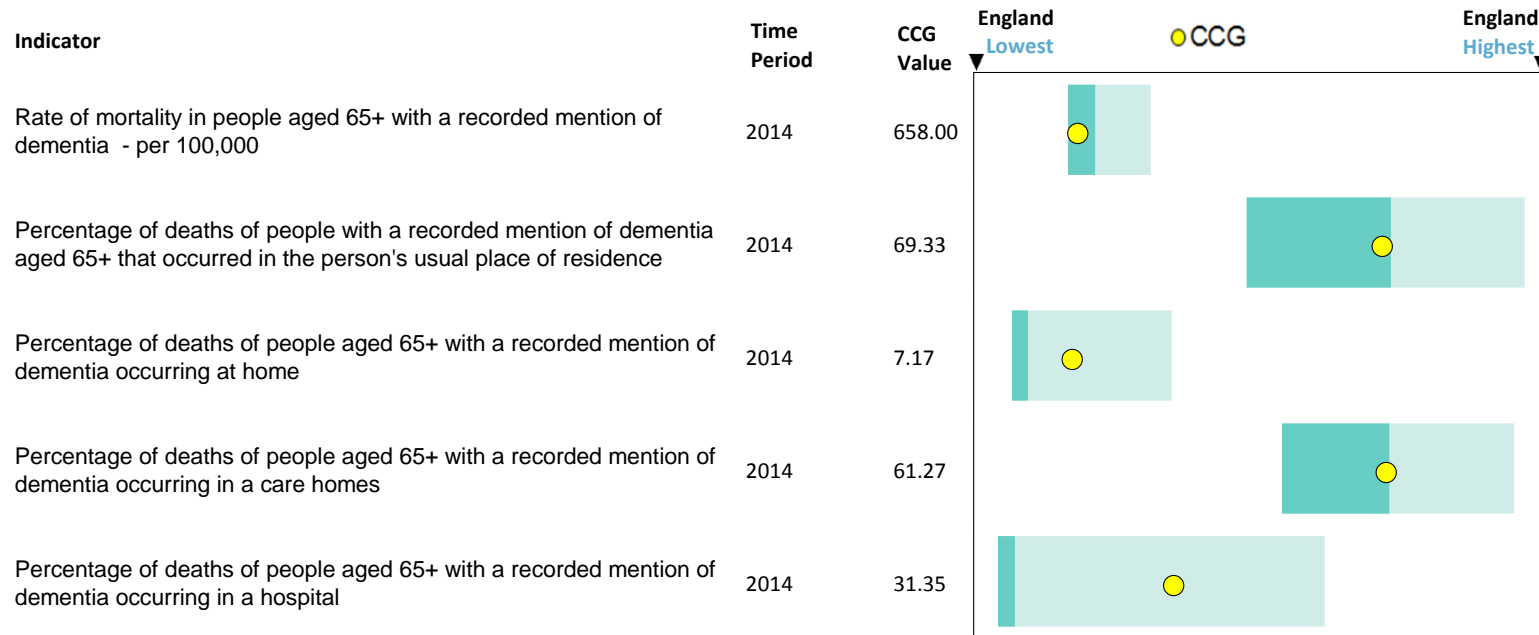 Indicator
Time Period
CCG Value
England Lowest
CCG
England Highest
Rate of mortality in people aged 65+ with a recorded mention of
dementia - per 100,000
2014
658.00
Percentage of deaths of people with a recorded mention of dementia
aged 65+ that occurred in the person's usual place of residence
2014
69.33
Percentage of deaths of people aged 65+ with a recorded mention of
dementia occurring at home
2014
7.17
Percentage of deaths of people aged 65+ with a recorded mention of
dementia occurring in a care homes
2014
61.27
Percentage of deaths of people aged 65+ with a recorded mention of
dementia occurring in a hospital
2014
31.35